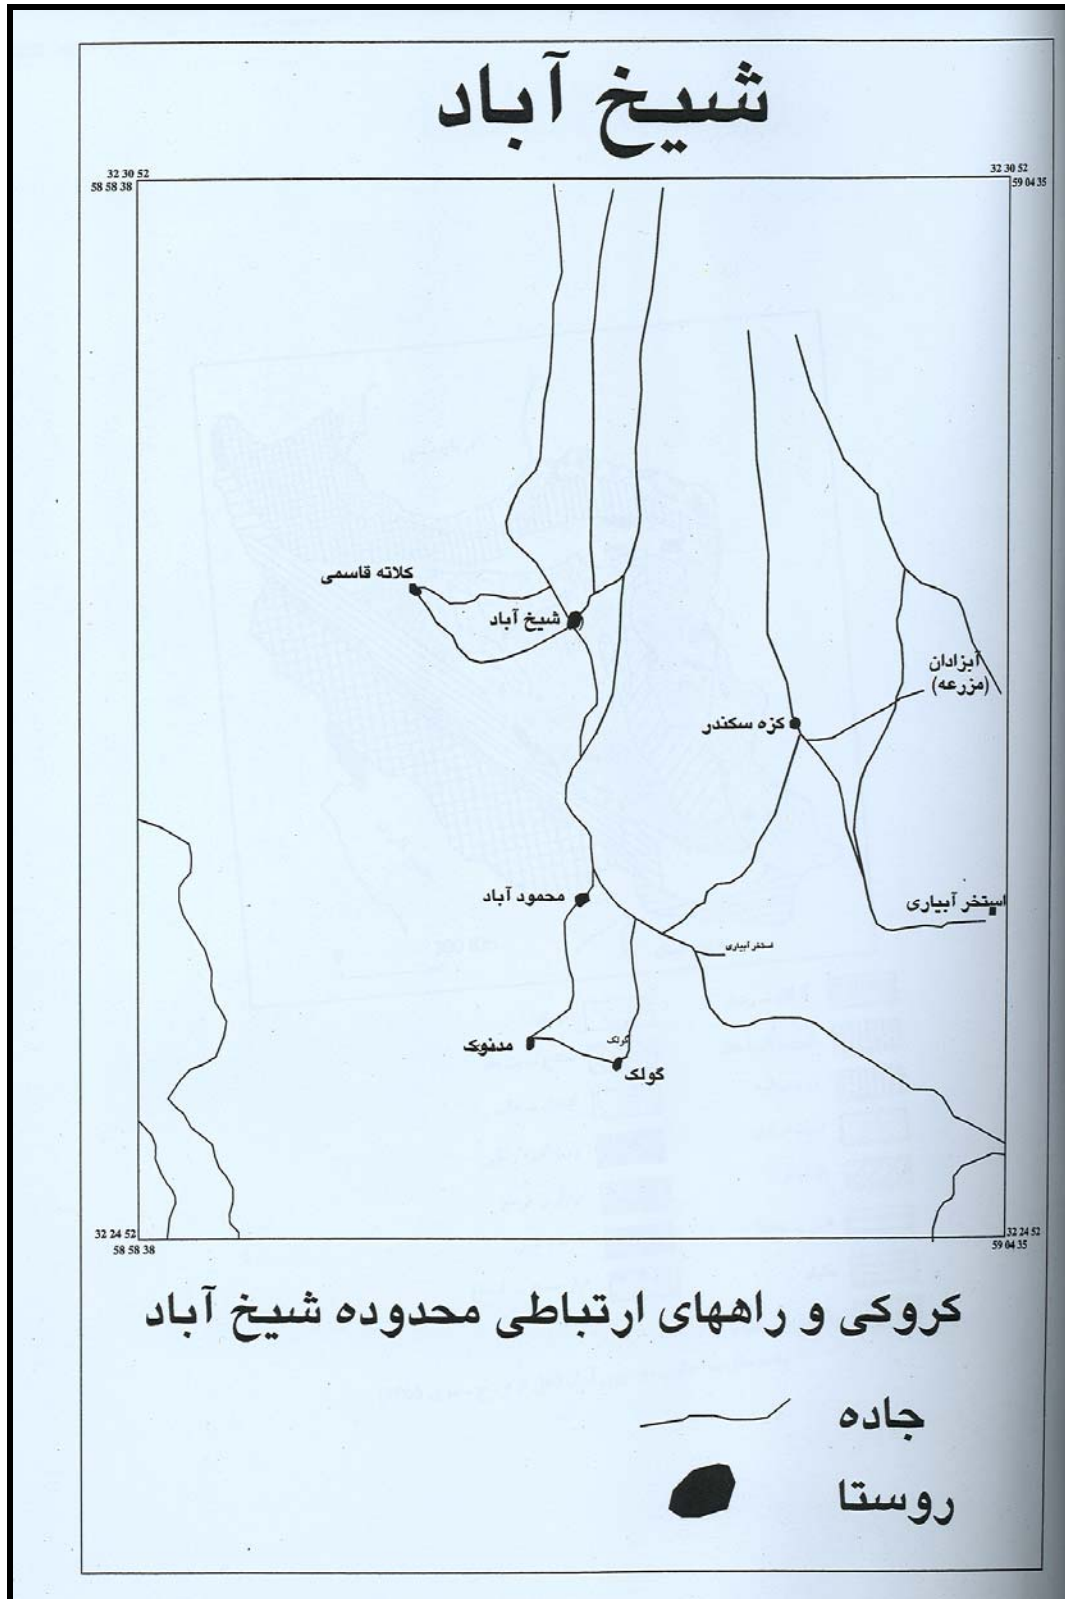 شیخ آباد
32 30 52
58 58 38
32 30 52
59 04 35
کلاته قاسمی
شیخ آباد
آبزادان
(مزرعه)
کزه سکندر
محمود آباد
استخر آبیاری
استخر آبیاری
مدنوک
گولک
گولک
32 24 52
58 58 38
32 24 52
59 04 35
کروکی و راههای ارتباطی محدوده شیخ آباد
جاده
روستا